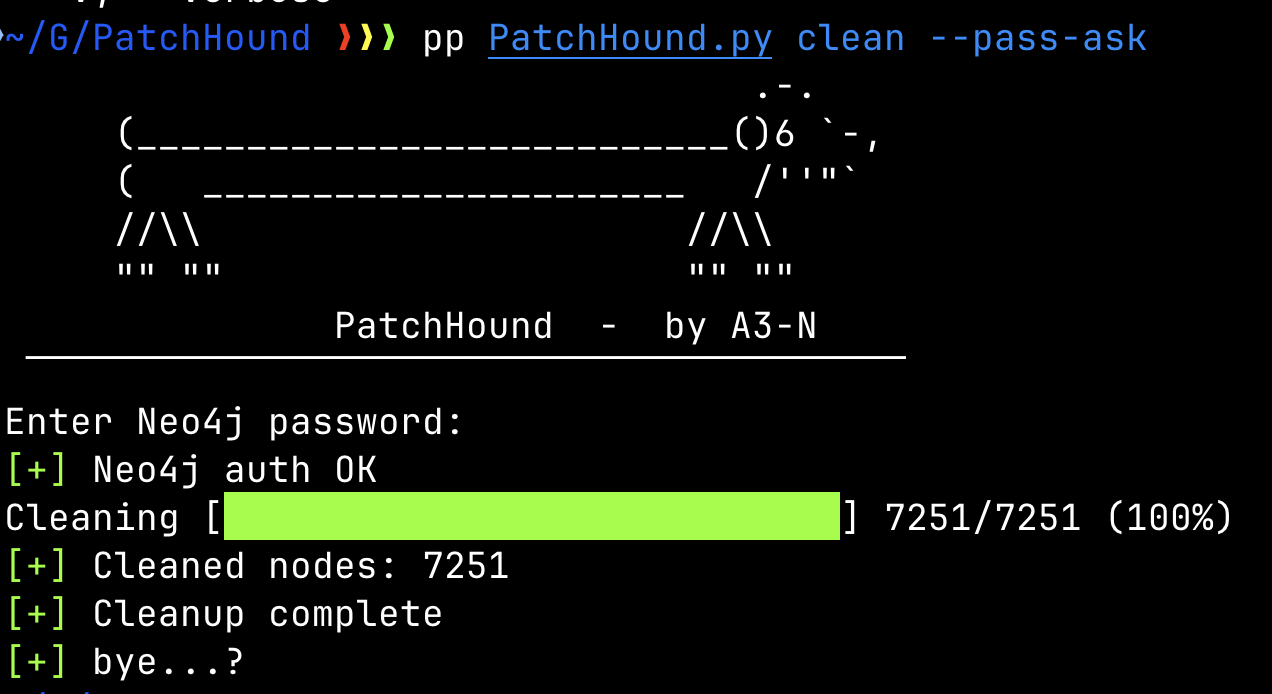 ~/G/PatchHound ❯❯❯ pp PatchHound.py clean --pass-ask
                                  .-.
     (___________________________()6 `-,
     (   ______________________   /''"`
     //\\                      //\\
     "" ""                     "" ""
               PatchHound  -  by A3-N
Enter Neo4j password:
[+] Neo4j auth OK
Cleaning [████████████████████████████] 7251/7251 (100%)
[+] Cleaned nodes: 7251
[+] Cleanup complete
[+] bye...?